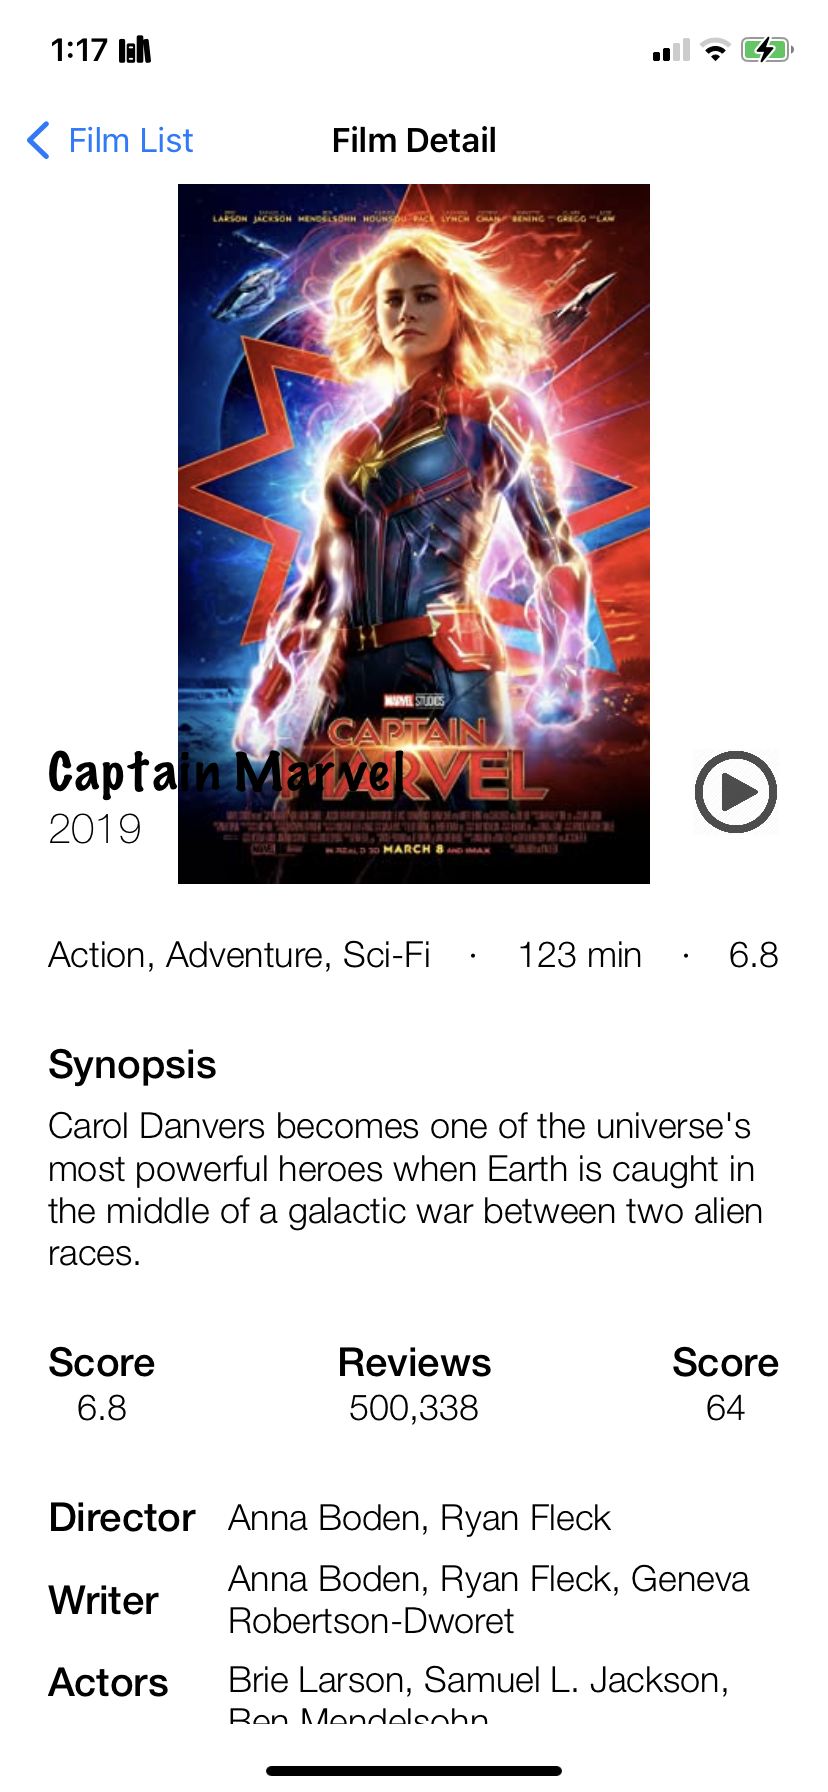 1:17
Film List
Film Detail
LARSON JACKSON MENDELSOHN HOUNSOU PACE LYNCH CHAN BENING GREGG LAW
MARVEL STUDIOS
CAPTAIN
MARVEL
Captain Marvel
2019
MARCH 8
Action, Adventure, Sci-Fi · 123 min · 6.8
Synopsis
Carol Danvers becomes one of the universe's
most powerful heroes when Earth is caught in
the middle of a galactic war between two alien
races.
Score Reviews Score
6.8 500,338 64
Director Anna Boden, Ryan Fleck
Writer Anna Boden, Ryan Fleck, Geneva
Robertson-Dworet
Actors Brie Larson, Samuel L. Jackson,
Ben Mendelsohn